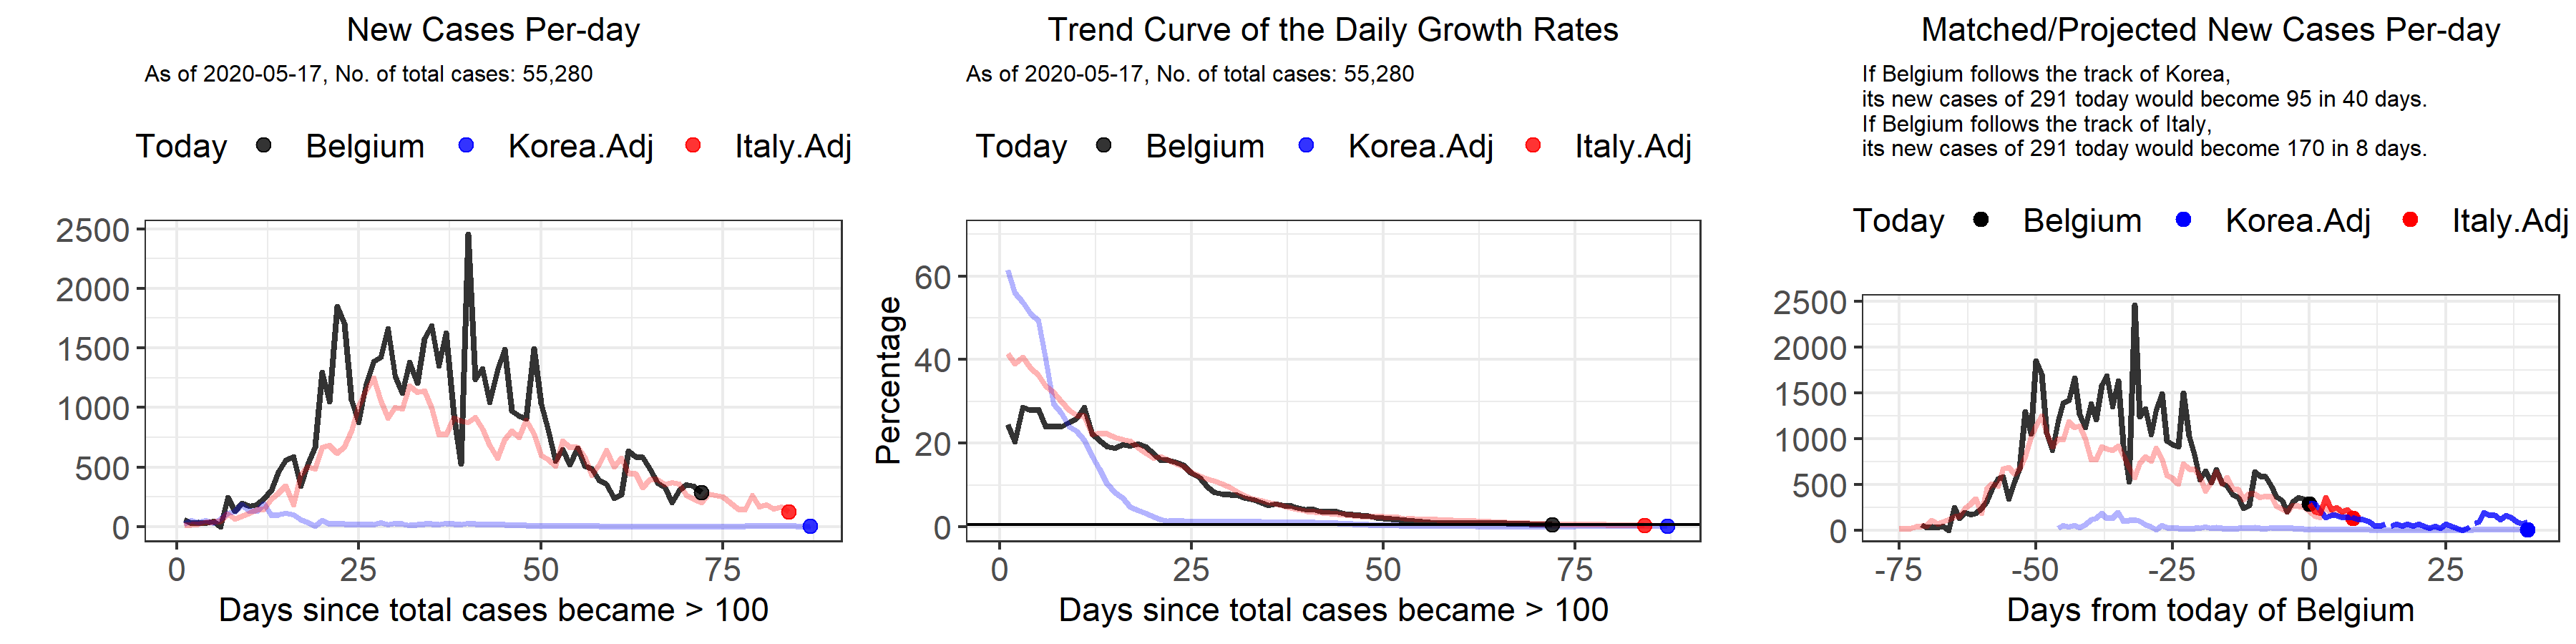 New Cases Per-day
As of 2020-05-17, No. of total cases: 55,280
Today Belgium Korea.Adj Italy.Adj
2500
2000
1500
1000
500
0
0 25 50 75
Days since total cases became > 100
Trend Curve of the Daily Growth Rates
As of 2020-05-17, No. of total cases: 55,280
Today Belgium Korea.Adj Italy.Adj
Percentage
60
40
20
0
0 25 50 75
Days since total cases became > 100
Matched/Projected New Cases Per-day
If Belgium follows the track of Korea,
its new cases of 291 today would become 95 in 40 days.
If Belgium follows the track of Italy,
its new cases of 291 today would become 170 in 8 days.
Today Belgium Korea.Adj Italy.Adj
2500
2000
1500
1000
500
0
-75 -50 -25 0 25
Days from today of Belgium